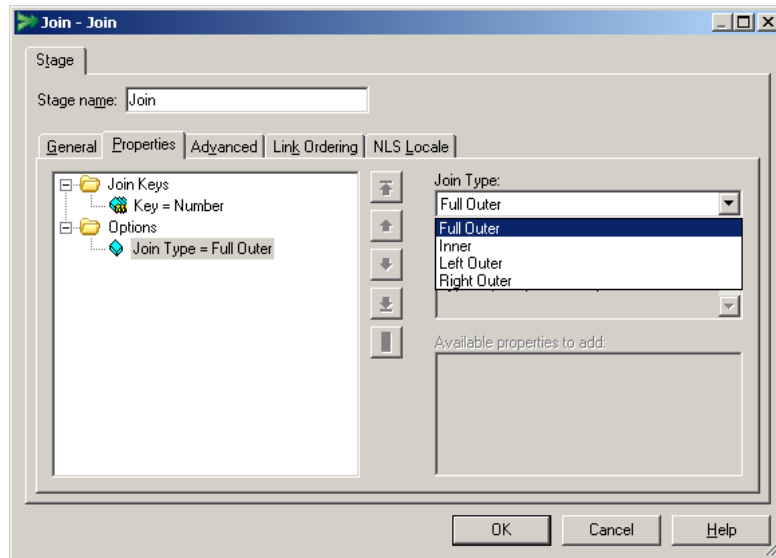 Join - Join
Stage
Stage name: Join
General Properties Advanced Link Ordering NLS Locale
Join Keys
Key = Number
Options
Join Type = Full Outer
Join Type:
Full Outer
Full Outer
Inner
Left Outer
Right Outer
Available properties to add:
OK Cancel Help